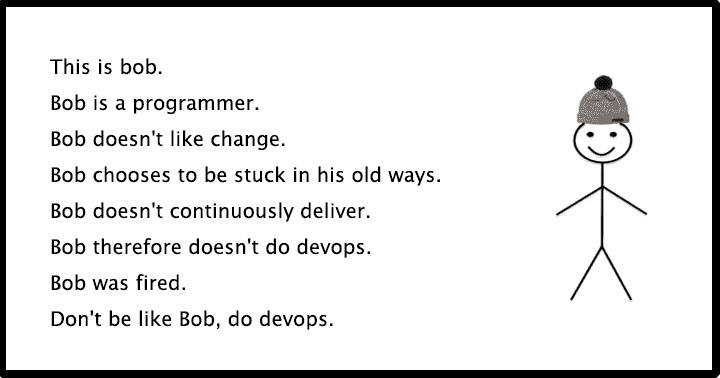 This is bob.
Bob is a programmer.
Bob doesn't like change.
Bob chooses to be stuck in his old ways.
Bob doesn't continuously deliver.
Bob therefore doesn't do devops.
Bob was fired.
Don't be like Bob, do devops.